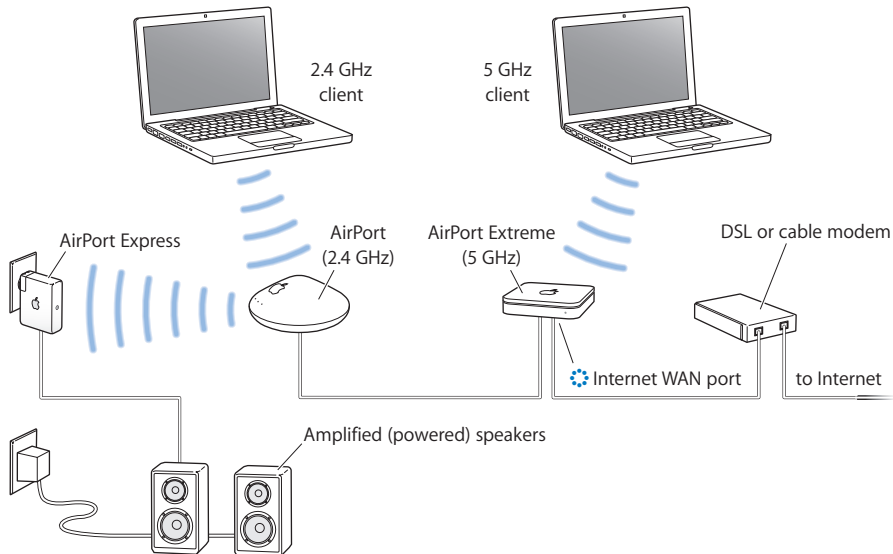 2.4 GHz
client
5 GHz
client
AirPort Express
AirPort
(2.4 GHz)
AirPort Extreme
(5 GHz)
DSL or cable modem
Internet WAN port
to Internet
Amplified (powered) speakers